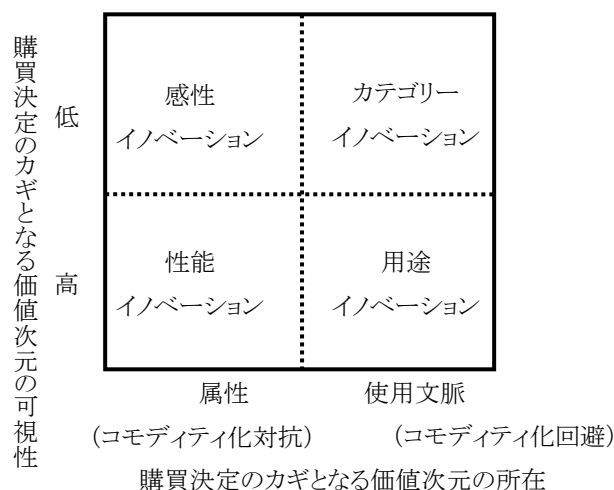 購買決定のカギとなる価値次元の可視性
低
感性
イノベーション
カテゴリー
イノベーション
高
性能
イノベーション
用途
イノベーション
属性
使用文脈
(コモディティ化対抗)
(コモディティ化回避)
購買決定のカギとなる価値次元の所在